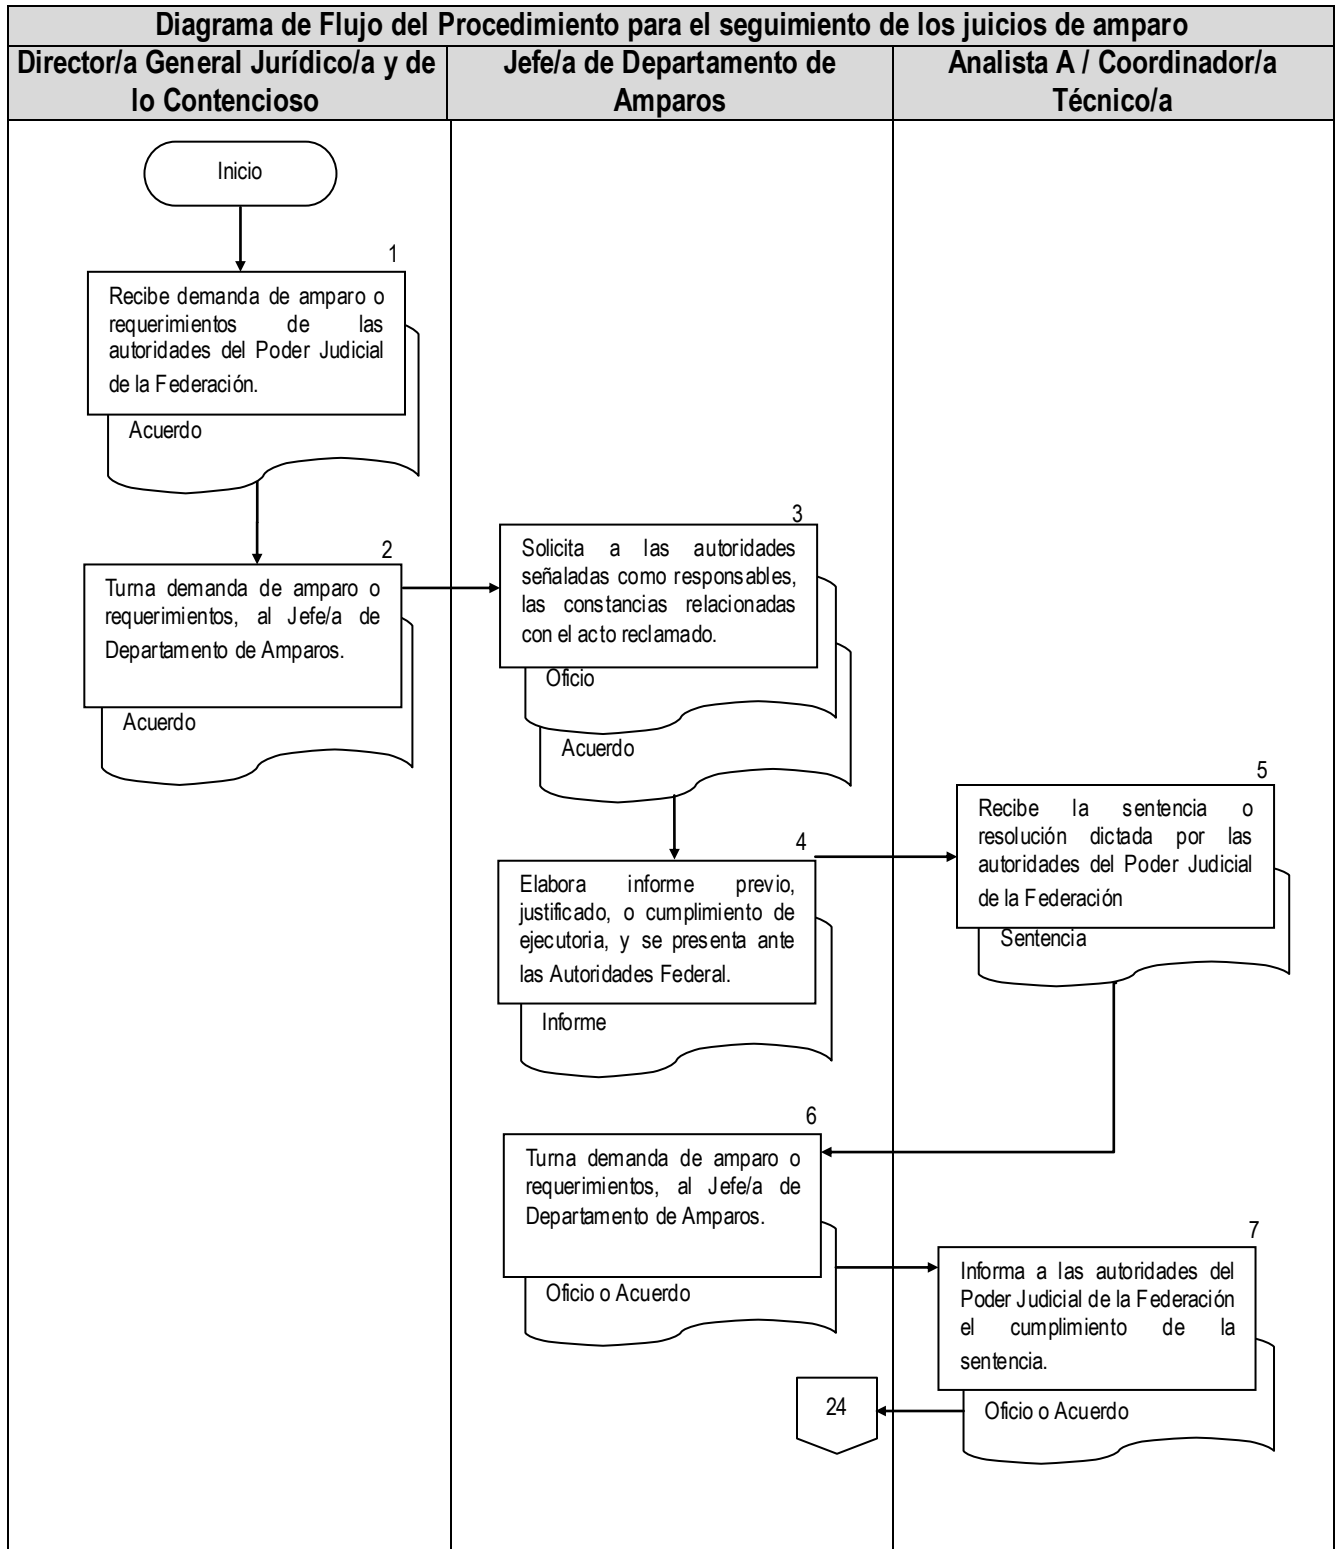 Diagrama de Flujo del Procedimiento para el seguimiento de los juicios de amparo
Director/a General Jurídico/a y de
lo Contencioso
Jefe/a de Departamento de
Amparos
Analista A / Coordinador/a
Técnico/a
Inicio
1
Recibe demanda de amparo o
requerimientos de las
autoridades del Poder Judicial
de la Federación.
Acuerdo
2
Turna demanda de amparo o
requerimientos, al Jefe/a de
Departamento de Amparos.
Acuerdo
3
Solicita a las autoridades
señaladas como responsables,
las constancias relacionadas
con el acto reclamado.
Oficio
Acuerdo
4
Elabora informe previo,
justificado, o cumplimiento de
ejecutoria, y se presenta ante
las Autoridades Federal.
Informe
5
Recibe la sentencia o
resolución dictada por las
autoridades del Poder Judicial
de la Federación
Sentencia
6
Turna demanda de amparo o
requerimientos, al Jefe/a de
Departamento de Amparos.
Oficio o Acuerdo
7
Informa a las autoridades del
Poder Judicial de la Federación
el cumplimiento de la
sentencia.
Oficio o Acuerdo
24